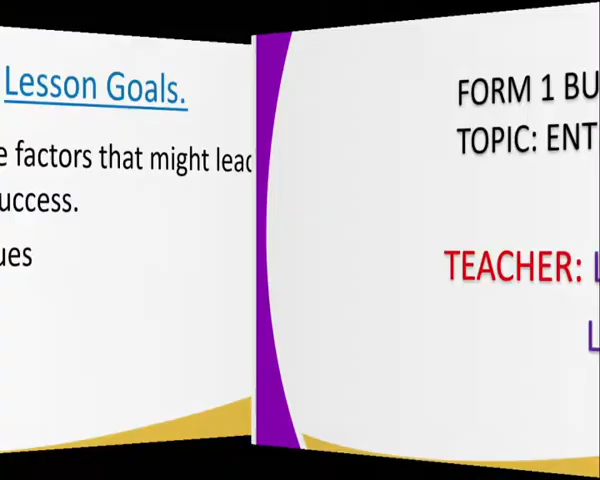 Lesson Goals.
factors that might lead
uccess.
ues
FORM 1 BU
TOPIC: ENT
TEACHER: L
L